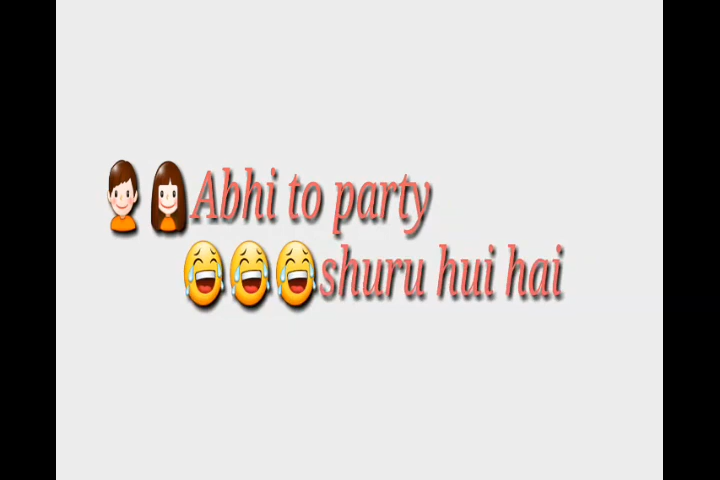 👦👧Abhi to party
😂😂😂shuru hui hai